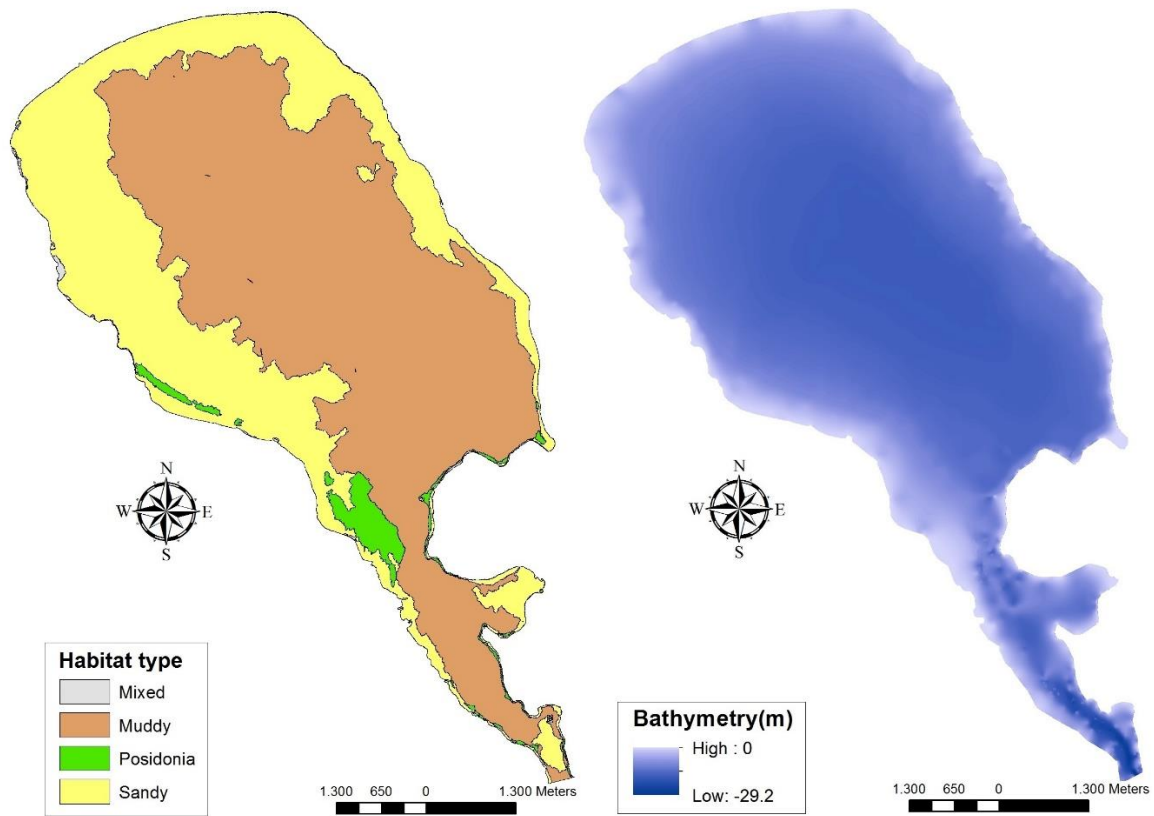 N
W E
S
Habitat type
Mixed
Muddy
Posidonia
Sandy
1.300 650 0 1.300 Meters
N
W E
S
Bathymetry(m)
High : 0
Low: -29.2
1.300 650 0 1.300 Meters